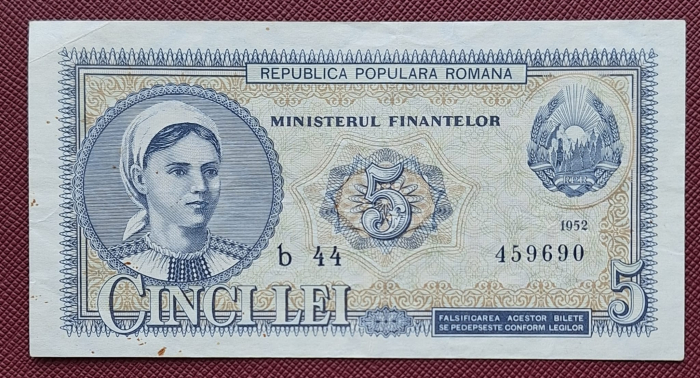 REPUBLICA POPULARA ROMANA
MINISTERUL FINANTELOR
5
1952
b 44
459690
CINCI LEI
5
FALSIFICAREA ACESTOR BILETE
SE PEDEPSESTE CONFORM LEGILOR